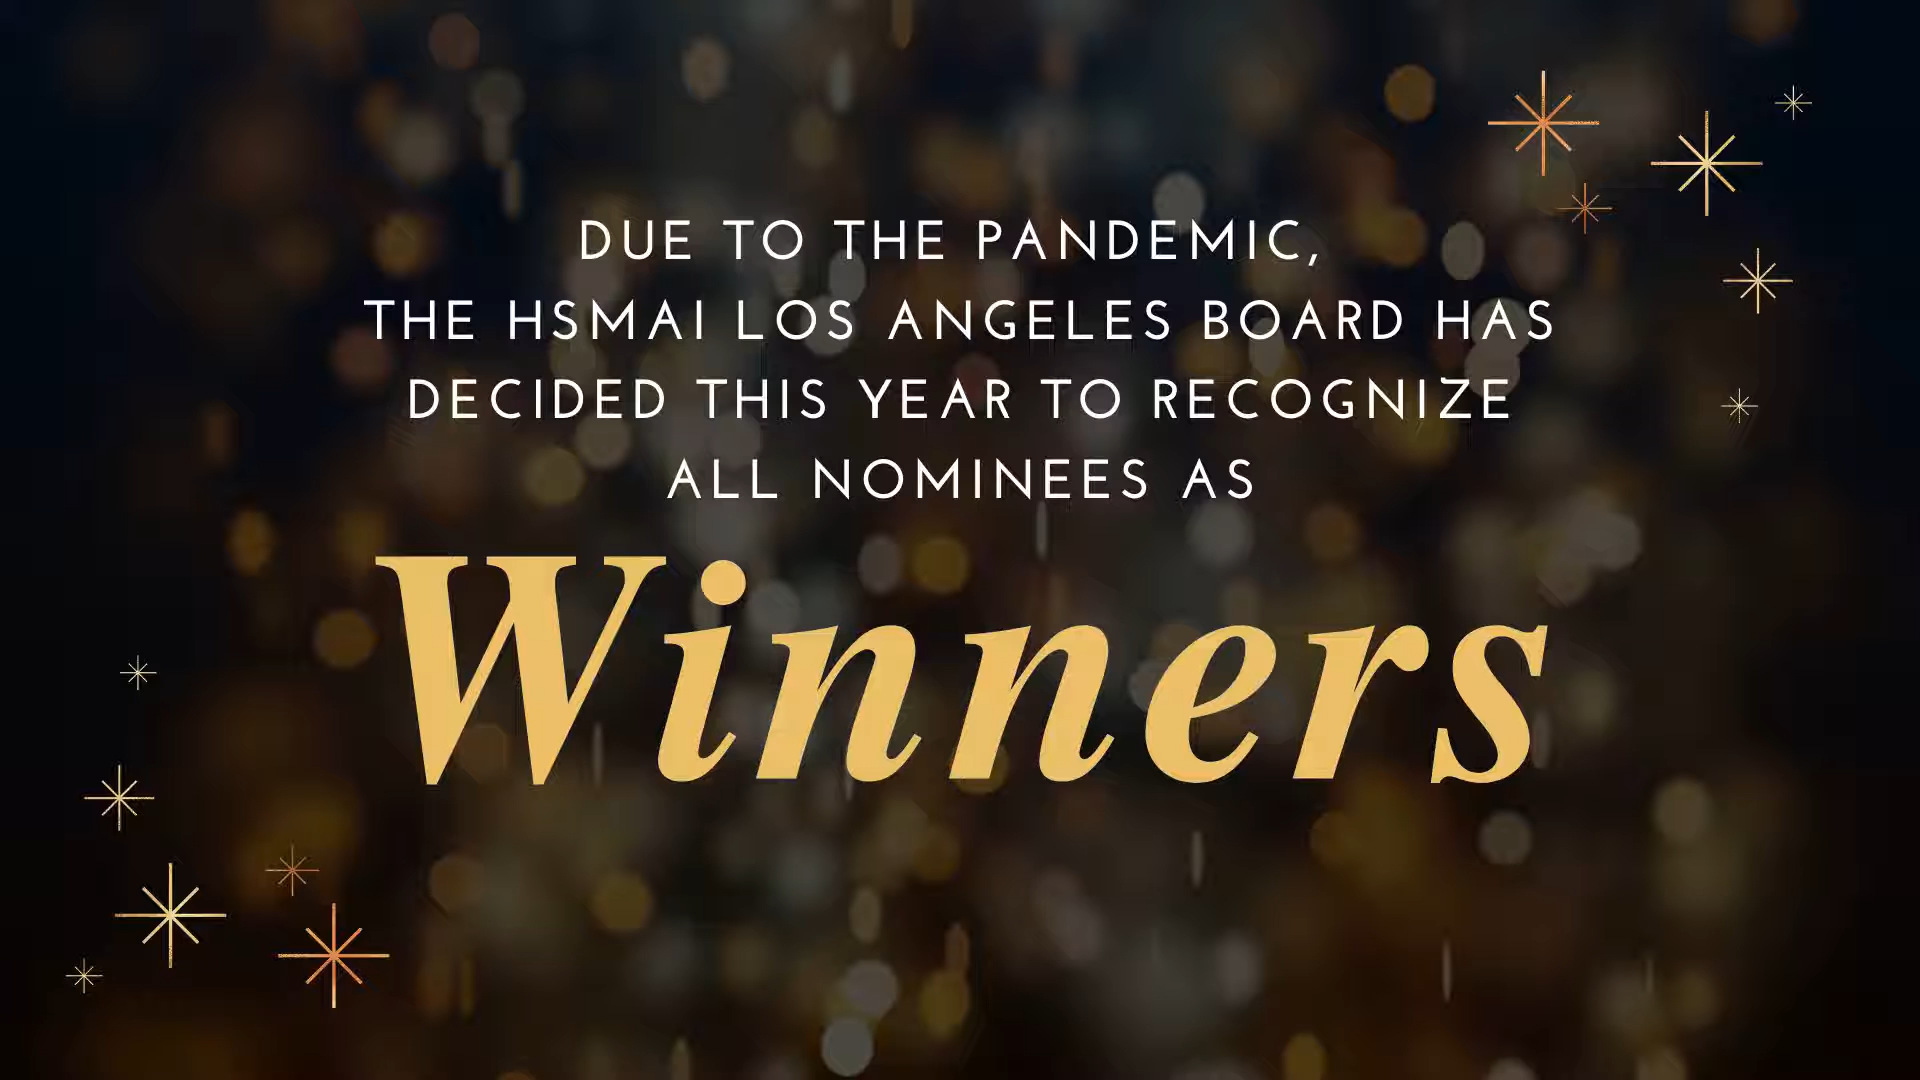 DUE TO THE PANDEMIC,
THE HSMAI LOS ANGELES BOARD HAS
DECIDED THIS YEAR TO RECOGNIZE
ALL NOMINEES AS
Winners